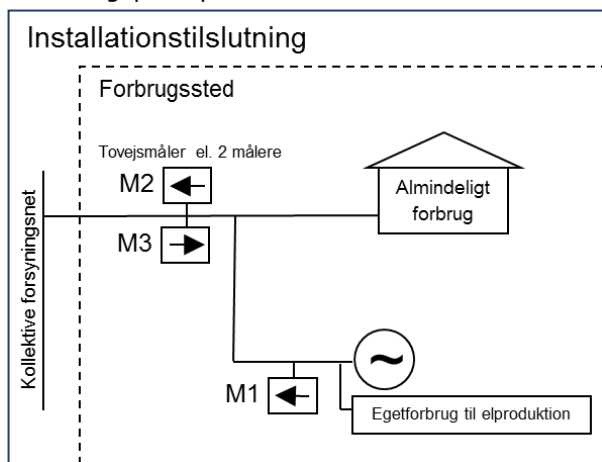 Installationstilslutning
Forbrugssted
Tovejsmåler el. 2 målere
M2
M3
Almindeligt
forbrug
Kollektive forsyningsnet
~
M1
Egetforbrug til elproduktion